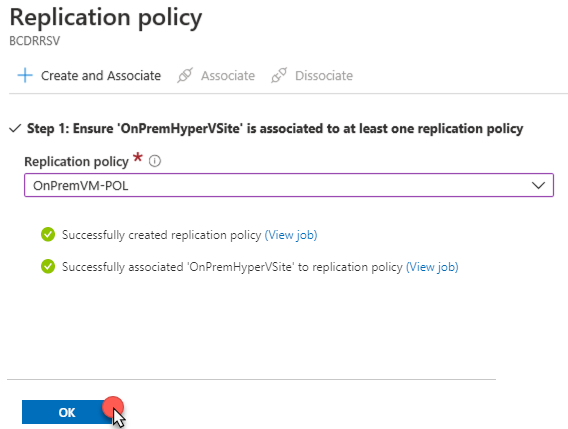 Replication policy
BCDRRSV
Create and Associate Associate Dissociate
Step 1: Ensure 'OnPremHyperVSite' is associated to at least one replication policy
Replication policy *
OnPremVM-POL
Successfully created replication policy (View job)
Successfully associated 'OnPremHyperVSite' to replication policy (View job)
OK